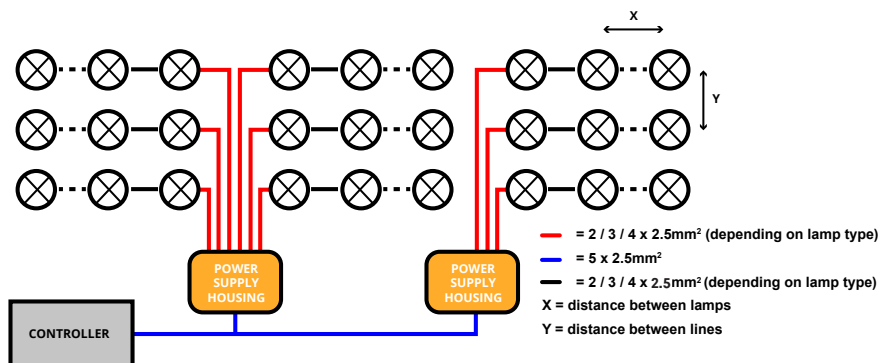 X
Y
= 2 / 3 / 4 x 2.5mm² (depending on lamp type)
= 5 x 2.5mm²
= 2 / 3 / 4 x 2.5mm² (depending on lamp type)
X = distance between lamps
Y = distance between lines
POWER
SUPPLY
HOUSING
POWER
SUPPLY
HOUSING
CONTROLLER